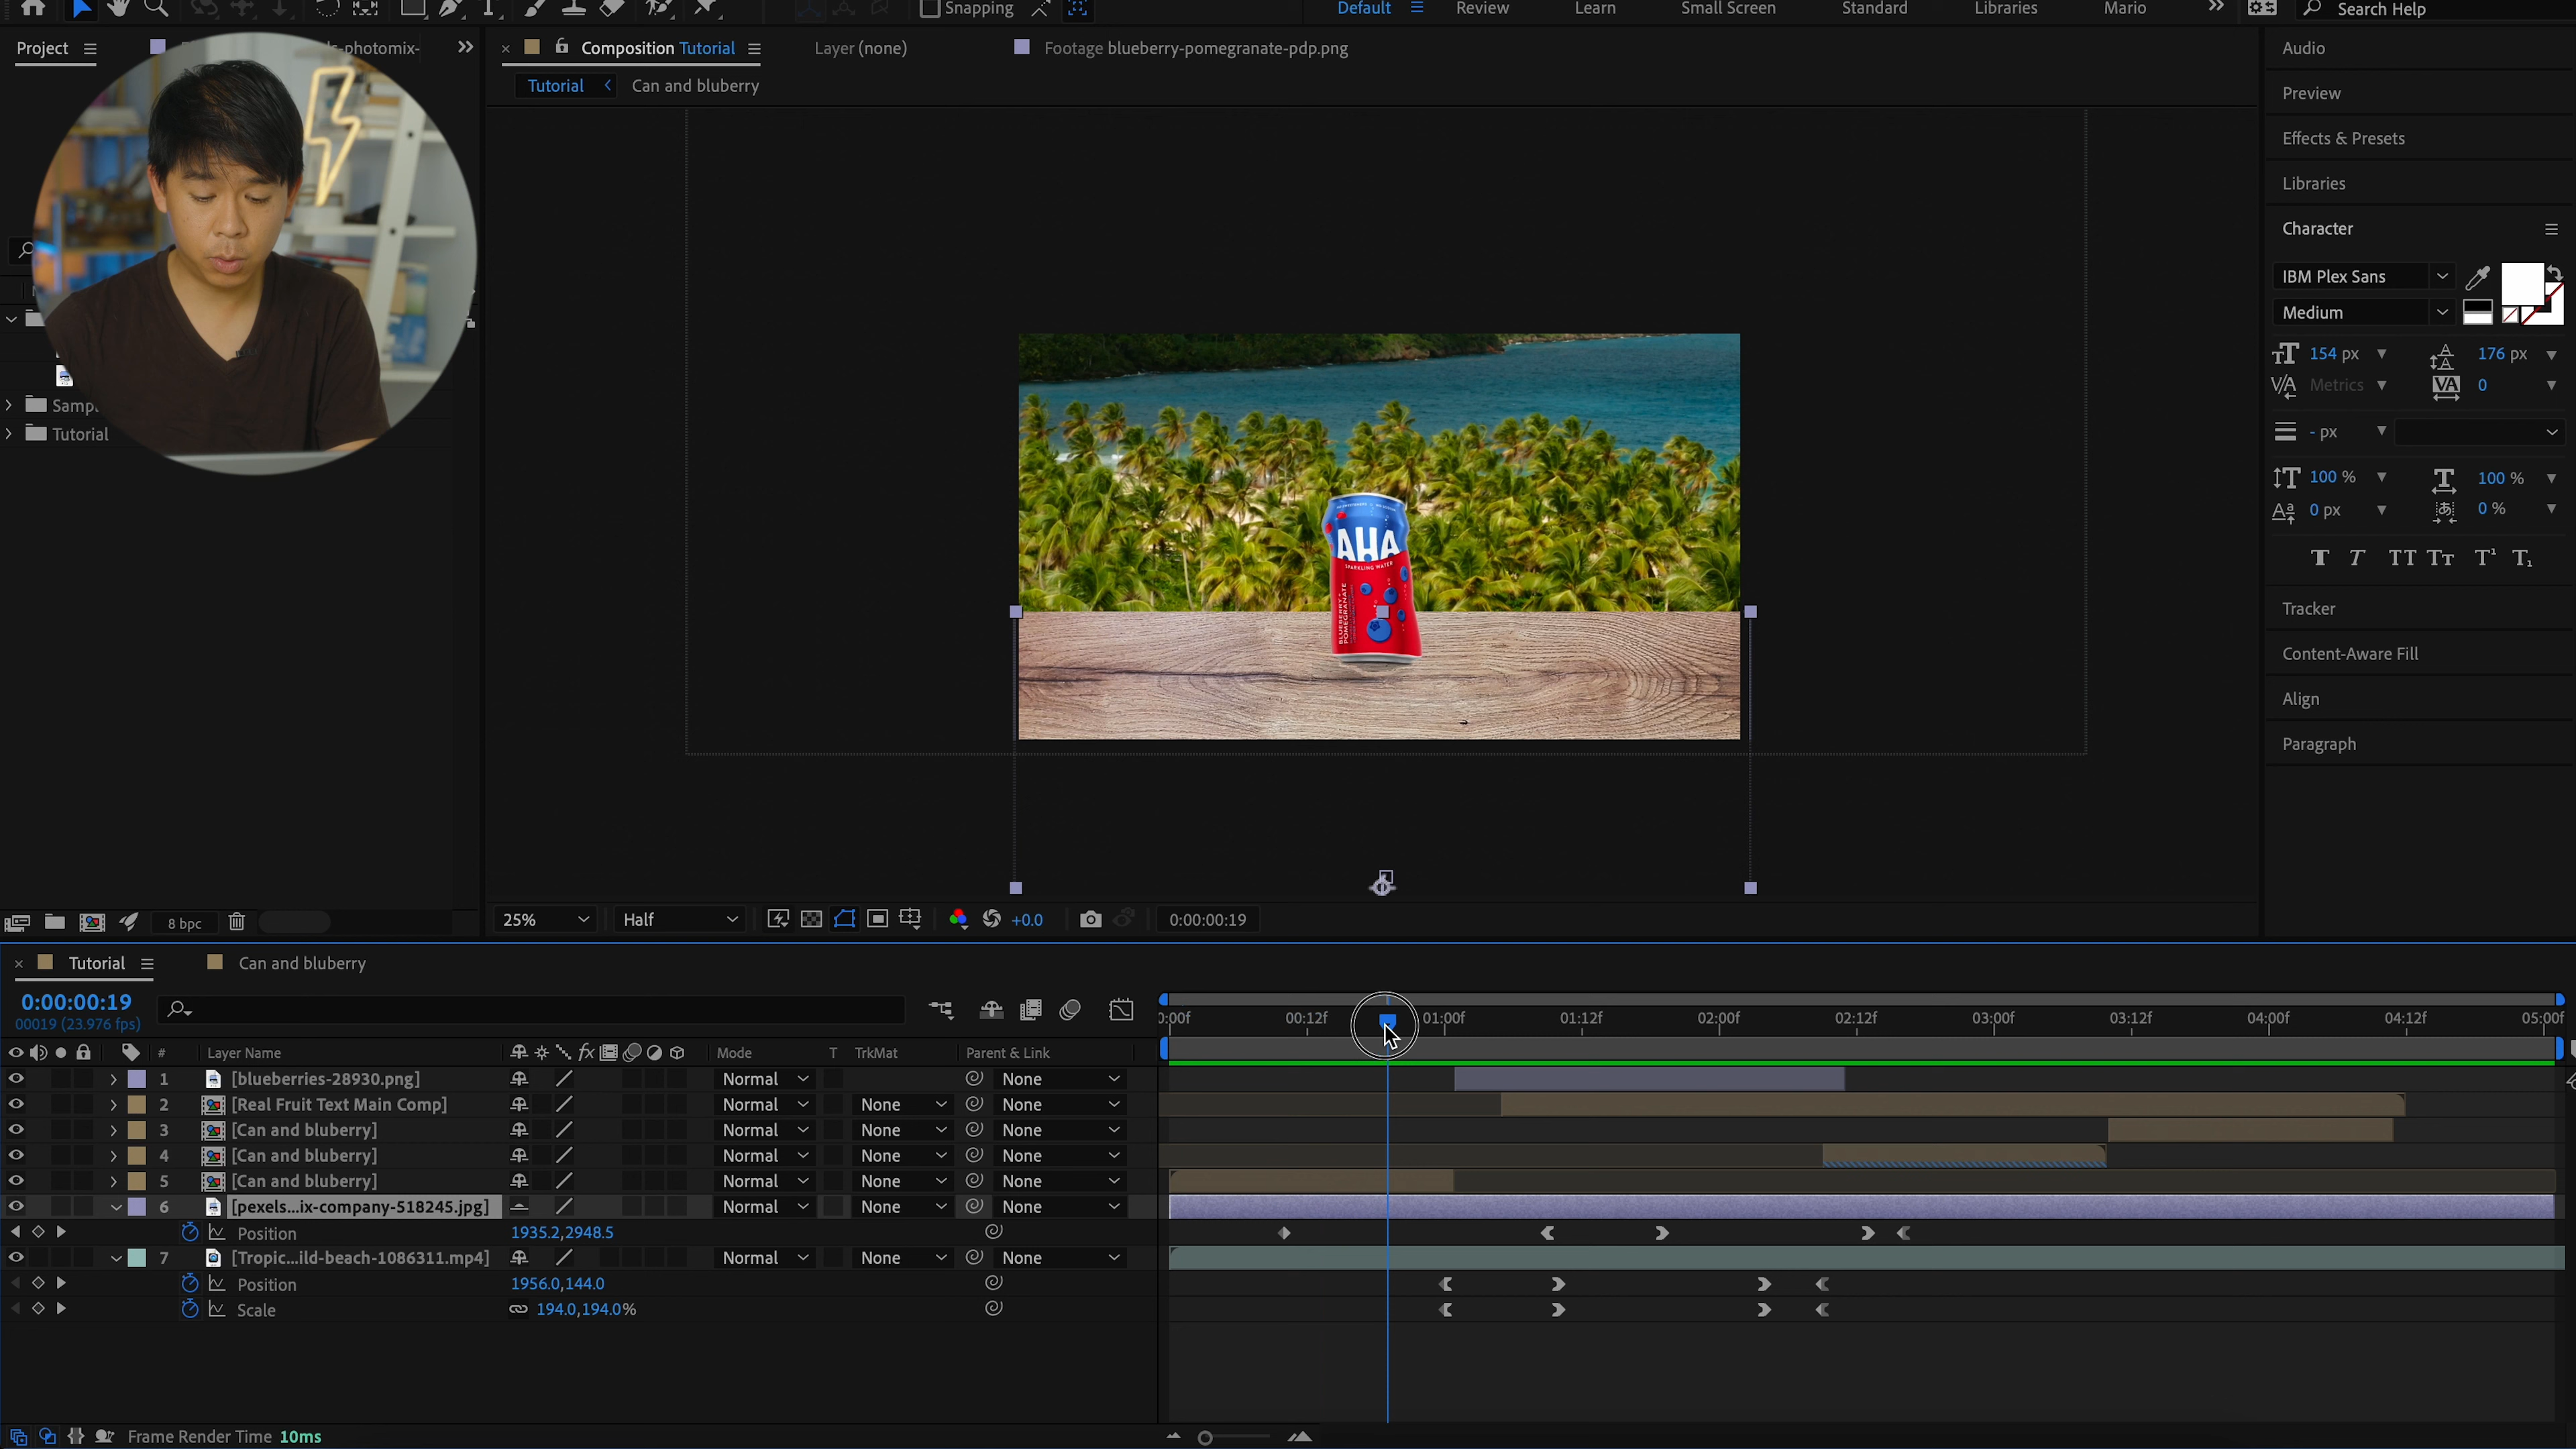 Snapping
Default
Review
Learn
Small Screen
Standard
Libraries
Mario
Search Help
Project
s-photomix-
Composition Tutorial
Layer (none)
Footage blueberry-pomegranate-pdp.png
Tutorial
Can and bluberry
Audio
Preview
Effects & Presets
Libraries
Character
IBM Plex Sans
Medium
154 px
176 px
Metrics
0
- px
100 %
100 %
0 px
0 %
Tracker
Content-Aware Fill
Align
Paragraph
Samp
Tutorial
AHA
SPARKLING WATER
BLUEBERRY+
POMEGRANATE
8 bpc
25%
Half
+0.0
0:00:00:19
Tutorial
Can and bluberry
0:00:00:19
00019 (23.976 fps)
0:00f
00:12f
01:00f
01:12f
02:00f
02:12f
03:00f
03:12f
04:00f
04:12f
05:00f
#
Layer Name
Mode
T
TrkMat
Parent & Link
1 [blueberries-28930.png] Normal None
2 [Real Fruit Text Main Comp] Normal None None
3 [Can and bluberry] Normal None None
4 [Can and bluberry] Normal None None
5 [Can and bluberry] Normal None None
6 [pexels...ix-company-518245.jpg] Normal None None
Position 1935.2,2948.5
7 [Tropic...ild-beach-1086311.mp4] Normal None None
Position 1956.0,144.0
Scale 194.0,194.0%
Frame Render Time 10ms